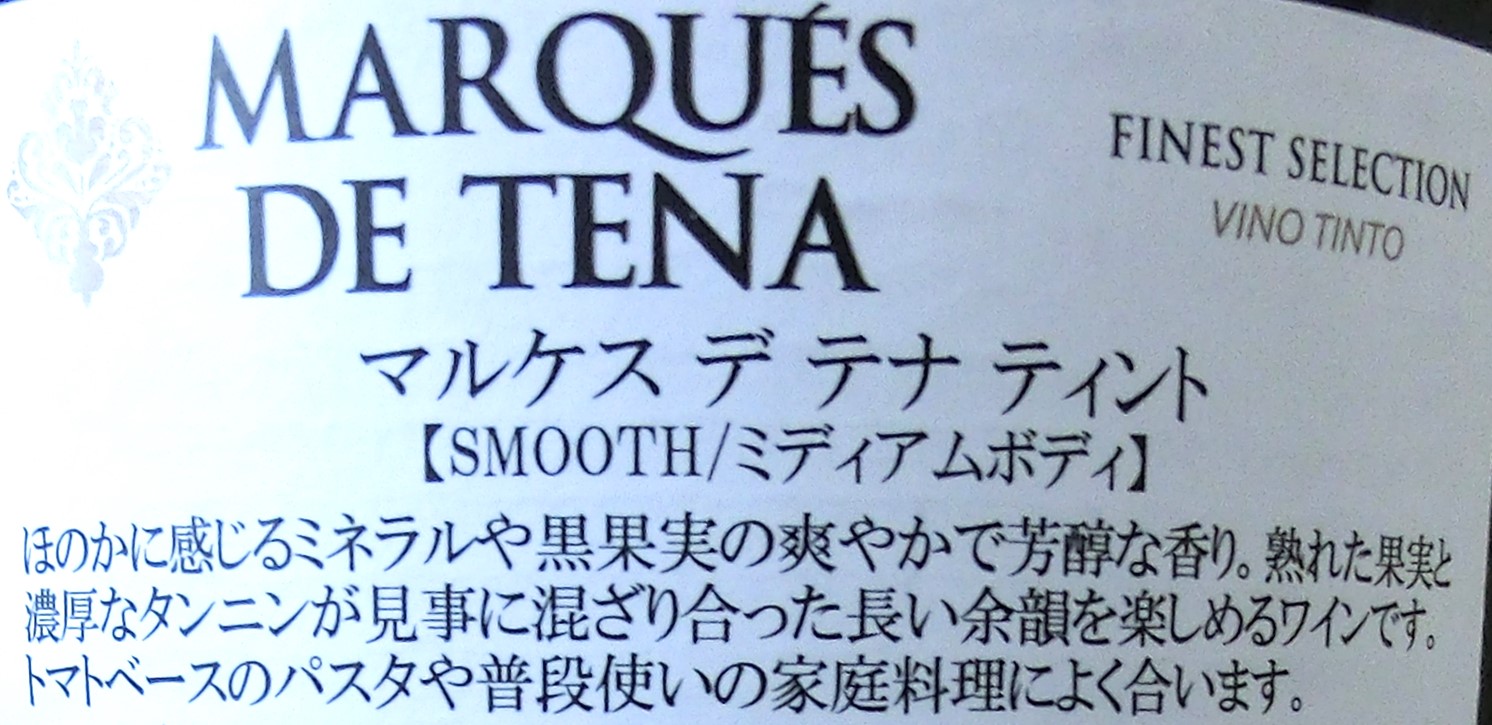 MARQUÉS
DE TENA
FINEST SELECTION
VINO TINTO
マルケス デ テナ ティント
【SMOOTH/ミディアムボディ】
ほのかに感じるミネラルや黒果実の爽やかで芳醇な香り。熟れた果実と
濃厚なタンニンが見事に混ざり合った長い余韻を楽しめるワインです。
トマトベースのパスタや普段使いの家庭料理によく合います。